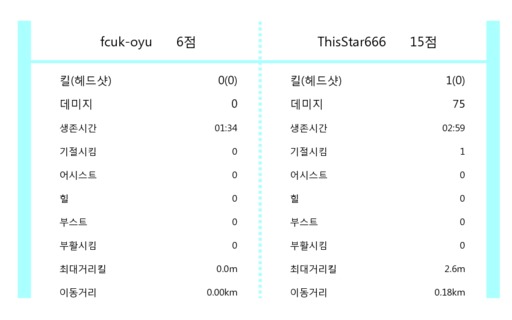 fcuk-oyu 6점 ThisStar666 15점
킬(헤드샷) 0(0) 킬(헤드샷) 1(0)
데미지 0 데미지 75
생존시간 01:34 생존시간 02:59
기절시킴 0 기절시킴 1
어시스트 0 어시스트 0
힐 0 힐 0
부스트 0 부스트 0
부활시킴 0 부활시킴 0
최대거리킬 0.0m 최대거리킬 2.6m
이동거리 0.00km 이동거리 0.18km